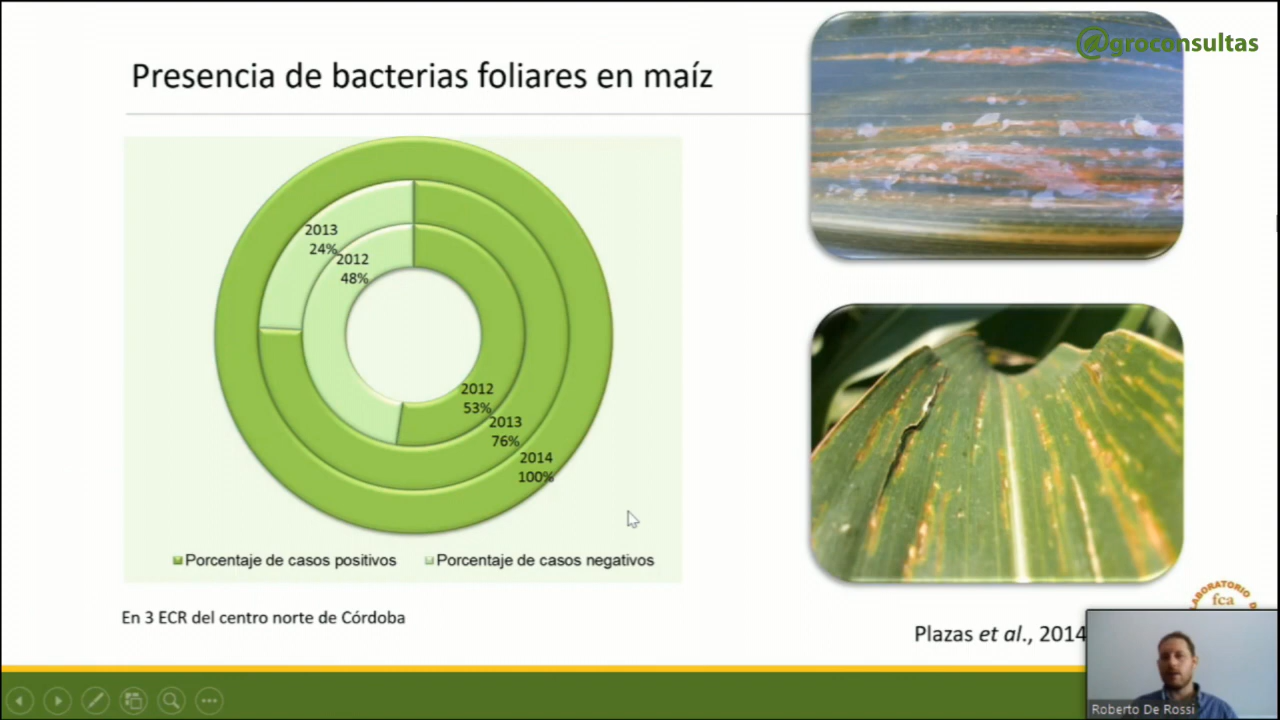 @groconsultas
Presencia de bacterias foliares en maíz
2013
24%
2012
48%
2012
53%
2013
76%
2014
100%
Porcentaje de casos positivos
Porcentaje de casos negativos
En 3 ECR del centro norte de Córdoba
Plazas et al., 2014
fca
Roberto De Rossi